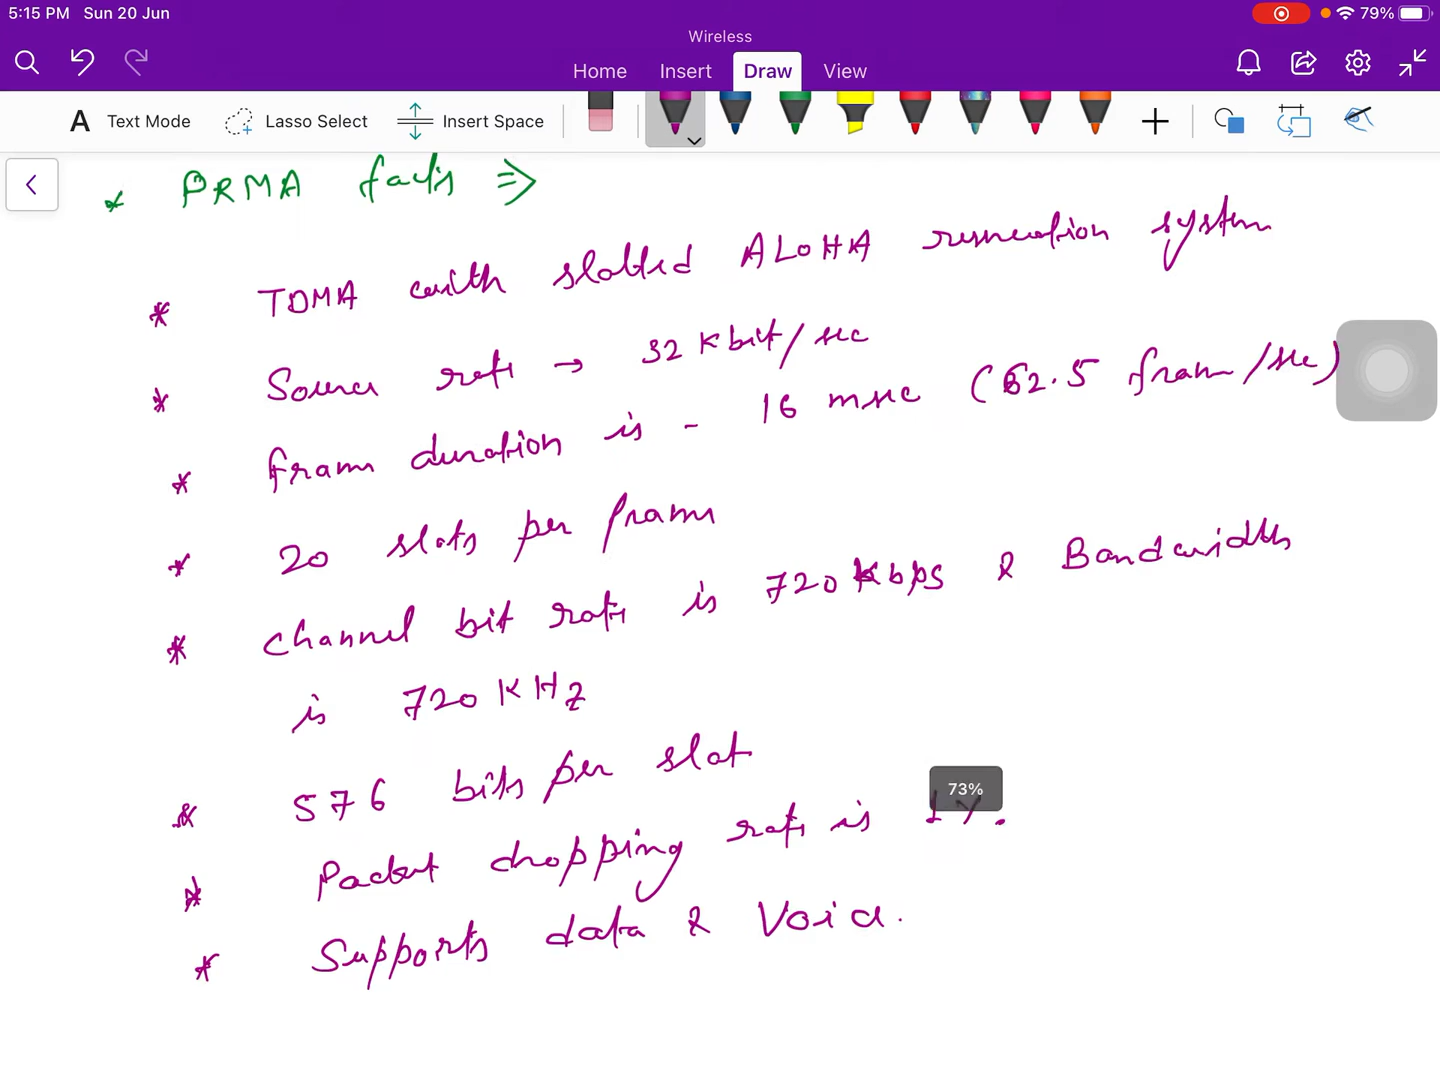 5:15 PM Sun 20 Jun 79%
Wireless
Home Insert Draw View
A Text Mode Lasso Select Insert Space
* PRMA facts ⇒
* TDMA with slotted ALOHA reservation system
* Source rate → 32 Kbit/sec
* frame duration is - 16 msec (62.5 frame/sec)
* 20 slots per frame
* channel bit rate is 720 Kbps & Bandwidth
is 720 KHz
* 576 bits per slot
73%
* Packet dropping rate is 1%.
* Supports data & Voice.